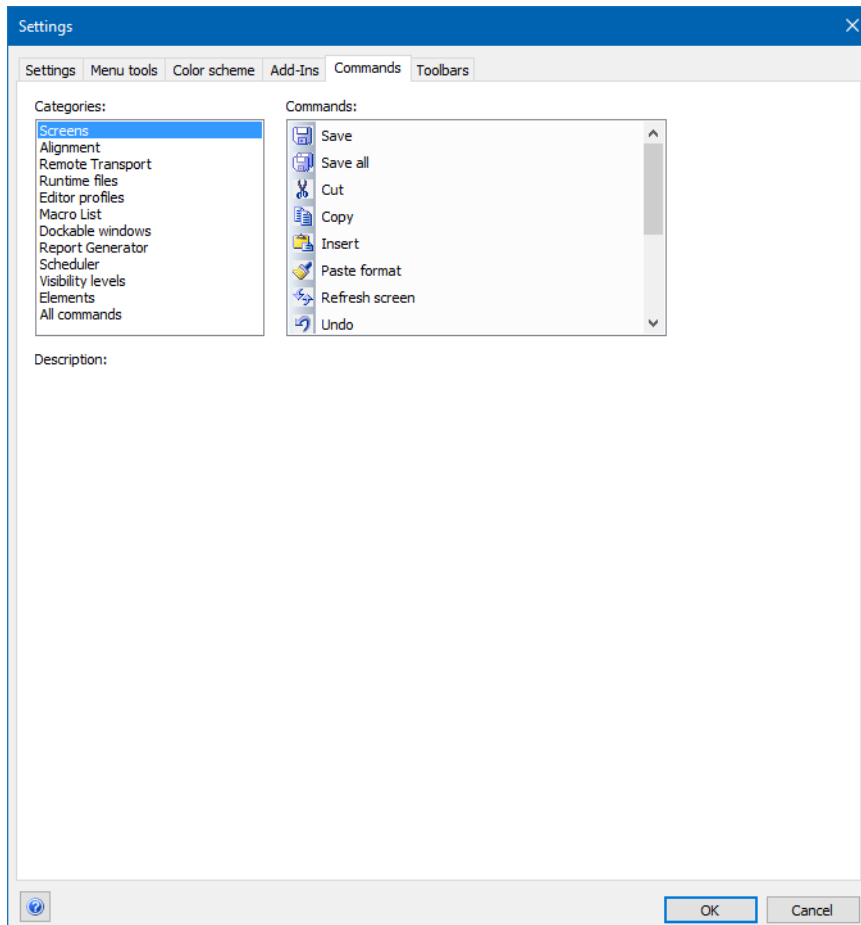 Settings
Settings Menu tools Color scheme Add-Ins Commands Toolbars
Categories:
Screens
Alignment
Remote Transport
Runtime files
Editor profiles
Macro List
Dockable windows
Report Generator
Scheduler
Visibility levels
Elements
All commands
Commands:
Save
Save all
Cut
Copy
Insert
Paste format
Refresh screen
Undo
Description:
OK Cancel